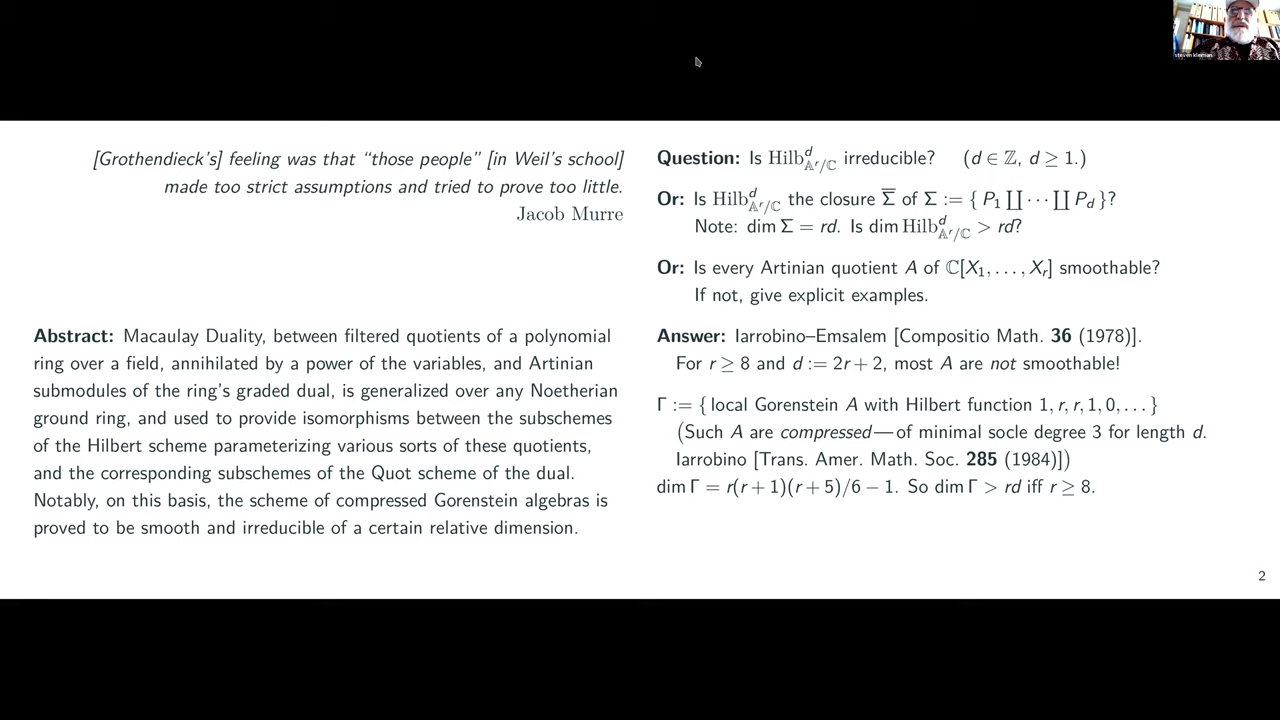 [Grothendieck's] feeling was that “those people” [in Weil's school]
made too strict assumptions and tried to prove too little.
Jacob Murre
Abstract: Macaulay Duality, between filtered quotients of a polynomial
ring over a field, annihilated by a power of the variables, and Artinian
submodules of the ring's graded dual, is generalized over any Noetherian
ground ring, and used to provide isomorphisms between the subschemes
of the Hilbert scheme parameterizing various sorts of these quotients,
and the corresponding subschemes of the Quot scheme of the dual.
Notably, on this basis, the scheme of compressed Gorenstein algebras is
proved to be smooth and irreducible of a certain relative dimension.
Question: Is Hilb^d_{𝔸^r/ℂ} irreducible? (d ∈ ℤ, d ≥ 1.)
Or: Is Hilb^d_{𝔸^r/ℂ} the closure Σ̅ of Σ := { P₁ ∐ ⋯ ∐ P_d }?
Note: dim Σ = rd. Is dim Hilb^d_{𝔸^r/ℂ} > rd?
Or: Is every Artinian quotient A of ℂ[X₁, . . . , X_r] smoothable?
If not, give explicit examples.
Answer: Iarrobino–Emsalem [Compositio Math. 36 (1978)].
For r ≥ 8 and d := 2r + 2, most A are not smoothable!
Γ := { local Gorenstein A with Hilbert function 1, r, r, 1, 0, . . . }
(Such A are compressed—of minimal socle degree 3 for length d.
Iarrobino [Trans. Amer. Math. Soc. 285 (1984)])
dim Γ = r(r + 1)(r + 5)/6 − 1. So dim Γ > rd iff r ≥ 8.
2
steven kleiman